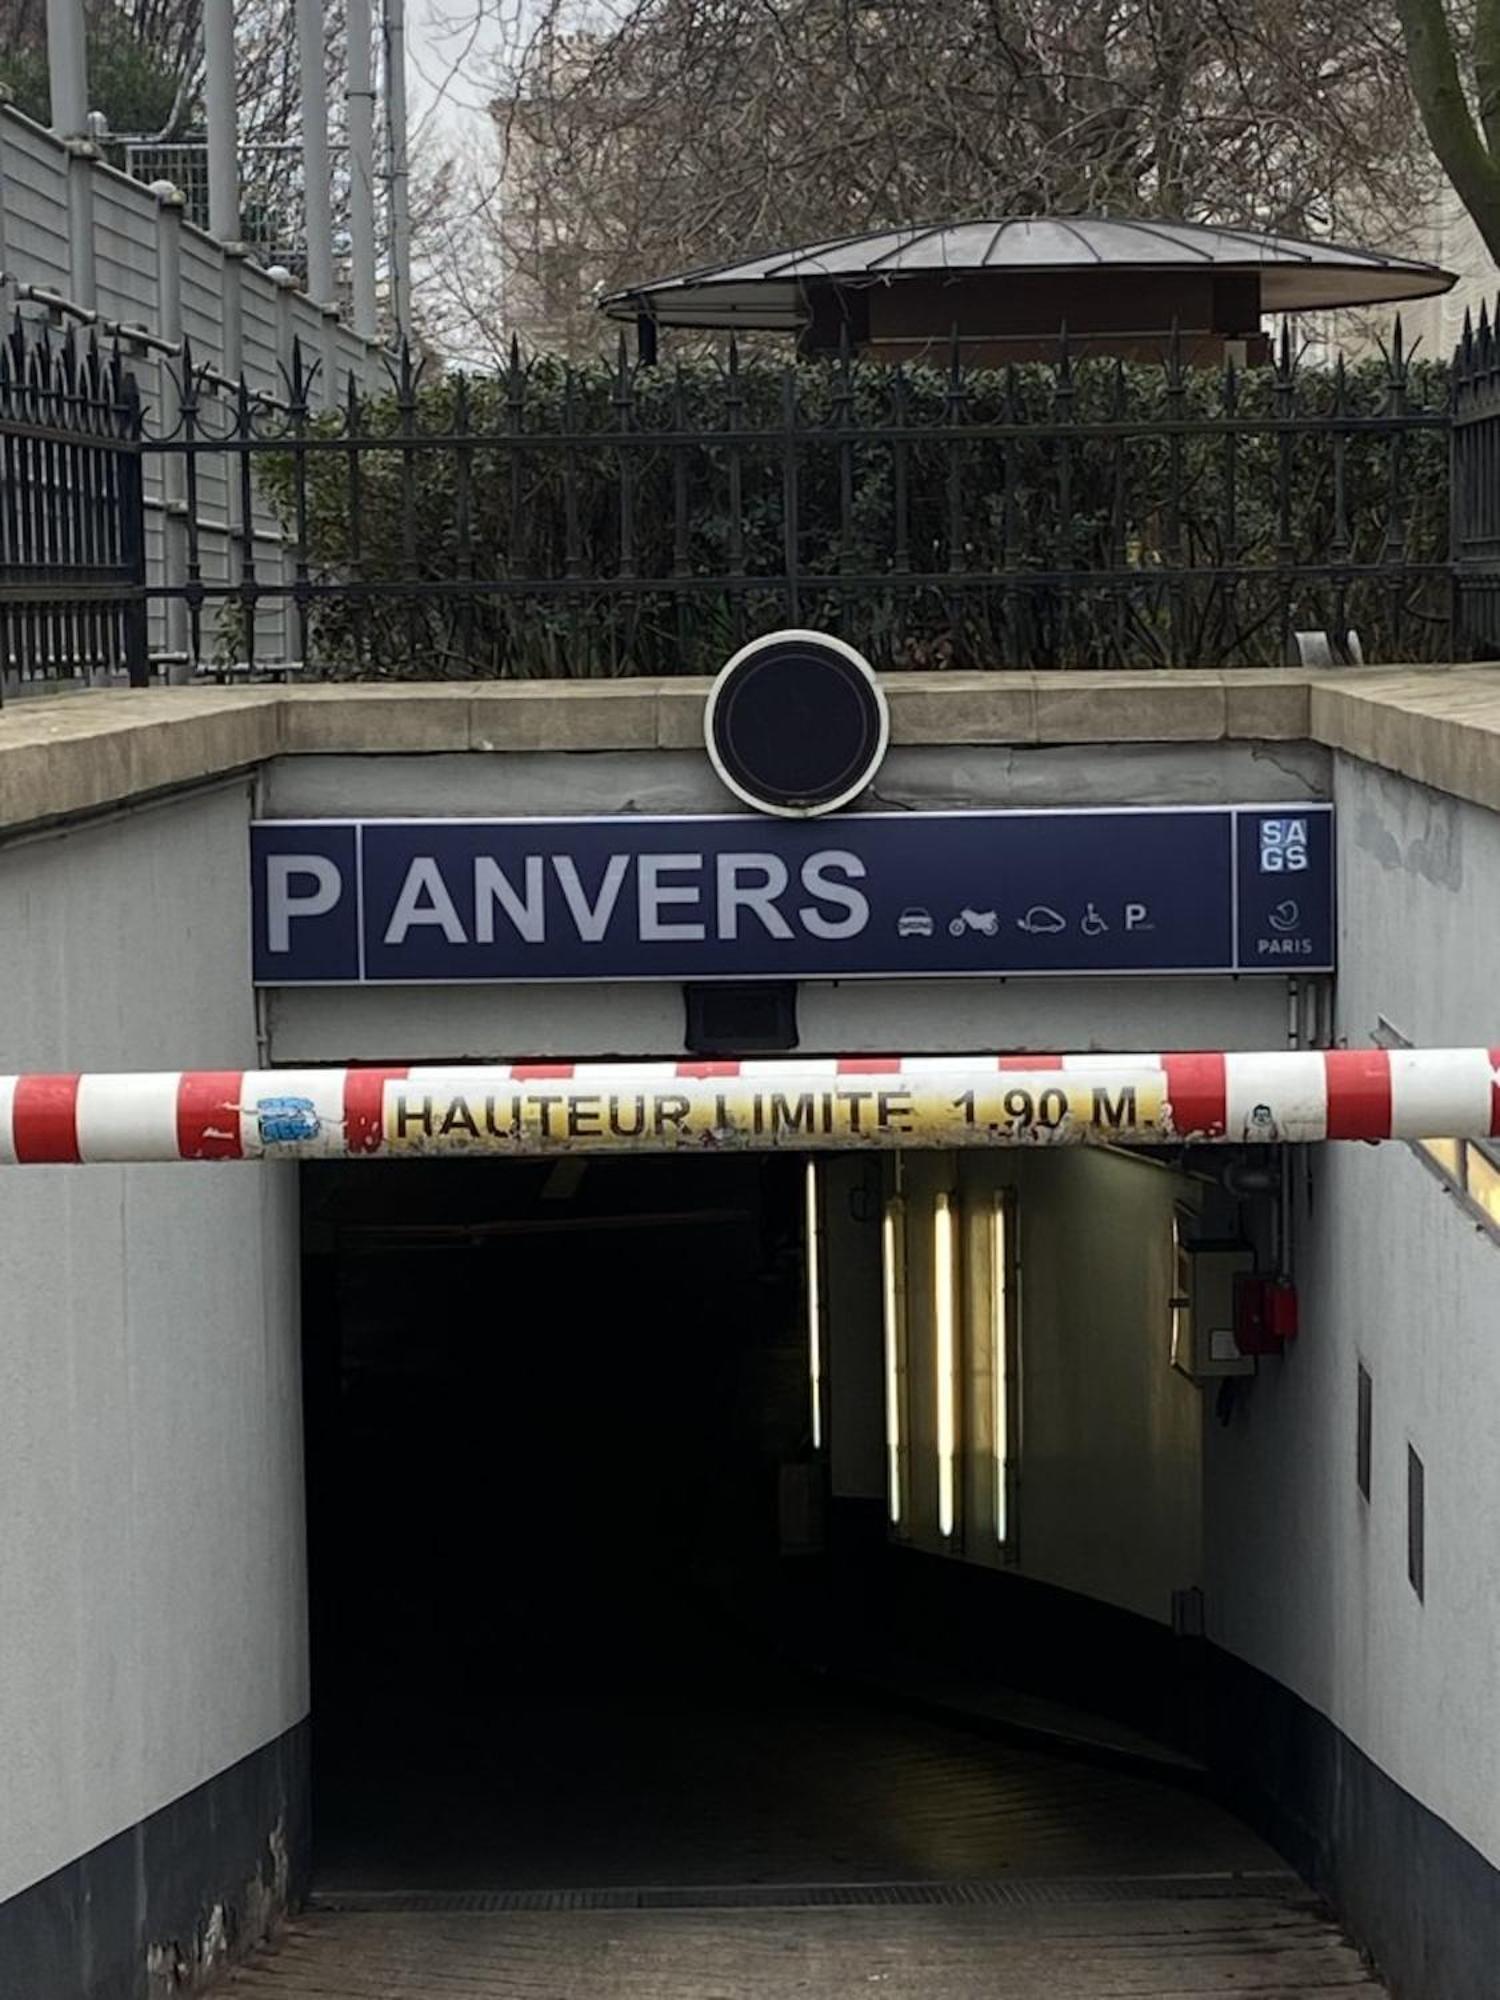 P ANVERS P
SA
GS
PARIS
HAUTEUR LIMITE 1.90 M.